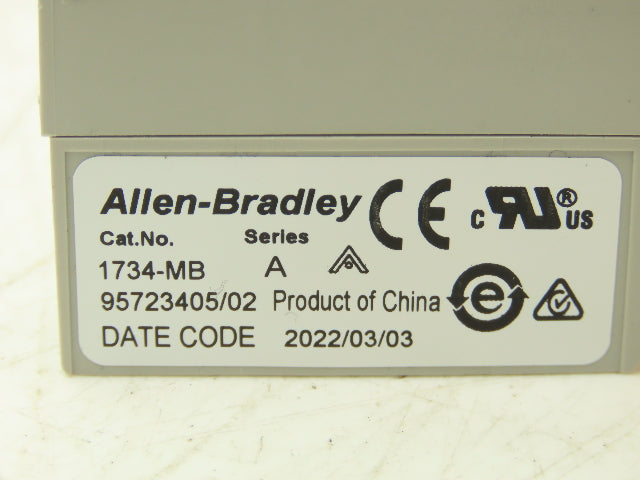 Allen-Bradley CE c RU® US
Cat.No. Series
1734-MB A
95723405/02 Product of China e
DATE CODE 2022/03/03